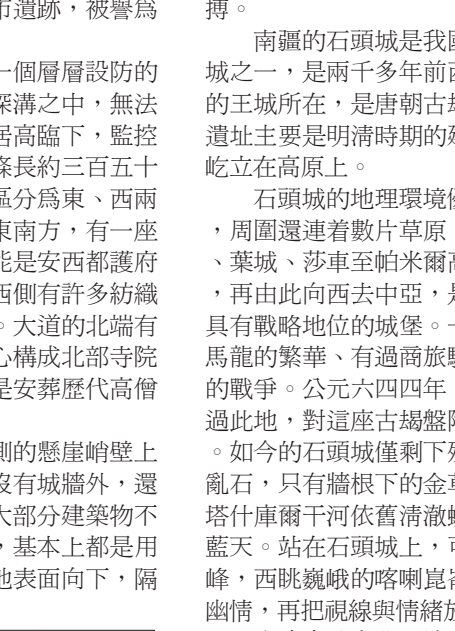 市遺跡，被譽爲
一個層層設防的
深溝之中，無法
居高臨下，監控
條長約三百五十
區分爲東、西兩
東南方，有一座
能是安西都護府
西側有許多紡織
。大道的北端有
心構成北部寺院
是安葬歷代高僧
側的懸崖峭壁上
沒有城牆外，還
大部分建築物不
，基本上都是用
地表面向下，隔
搏。
南疆的石頭城是我國
城之一，是兩千多年前西
的王城所在，是唐朝古
遺址主要是明清時期的建
屹立在高原上。
石頭城的地理環境優
，周圍還連着數片草原
、葉城、莎車至帕米爾高
，再由此向西去中亞，是
具有戰略地位的城堡。
馬龍的繁華、有過商旅駝
的戰爭。公元六四四年
過此地，對這座古朅盤陀
。如今的石頭城僅剩下殘
亂石，只有牆根下的金草
塔什庫爾干河依舊清澈
藍天。站在石頭城上，可
峰，西眺巍峨的喀喇崑崙
幽情，再把視線與情緒放